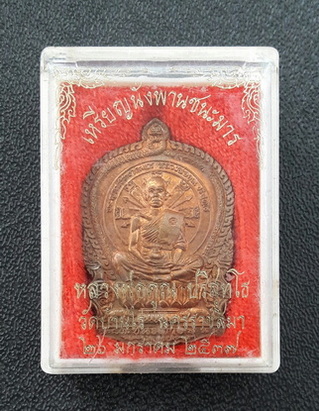 เหรียญนั่งพานชนะมาร
หลวงพ่อคูณ ปริสุทโธ
วัดบ้านไร่ นครราชสีมา
๒๖ มกราคม ๒๕๓๗